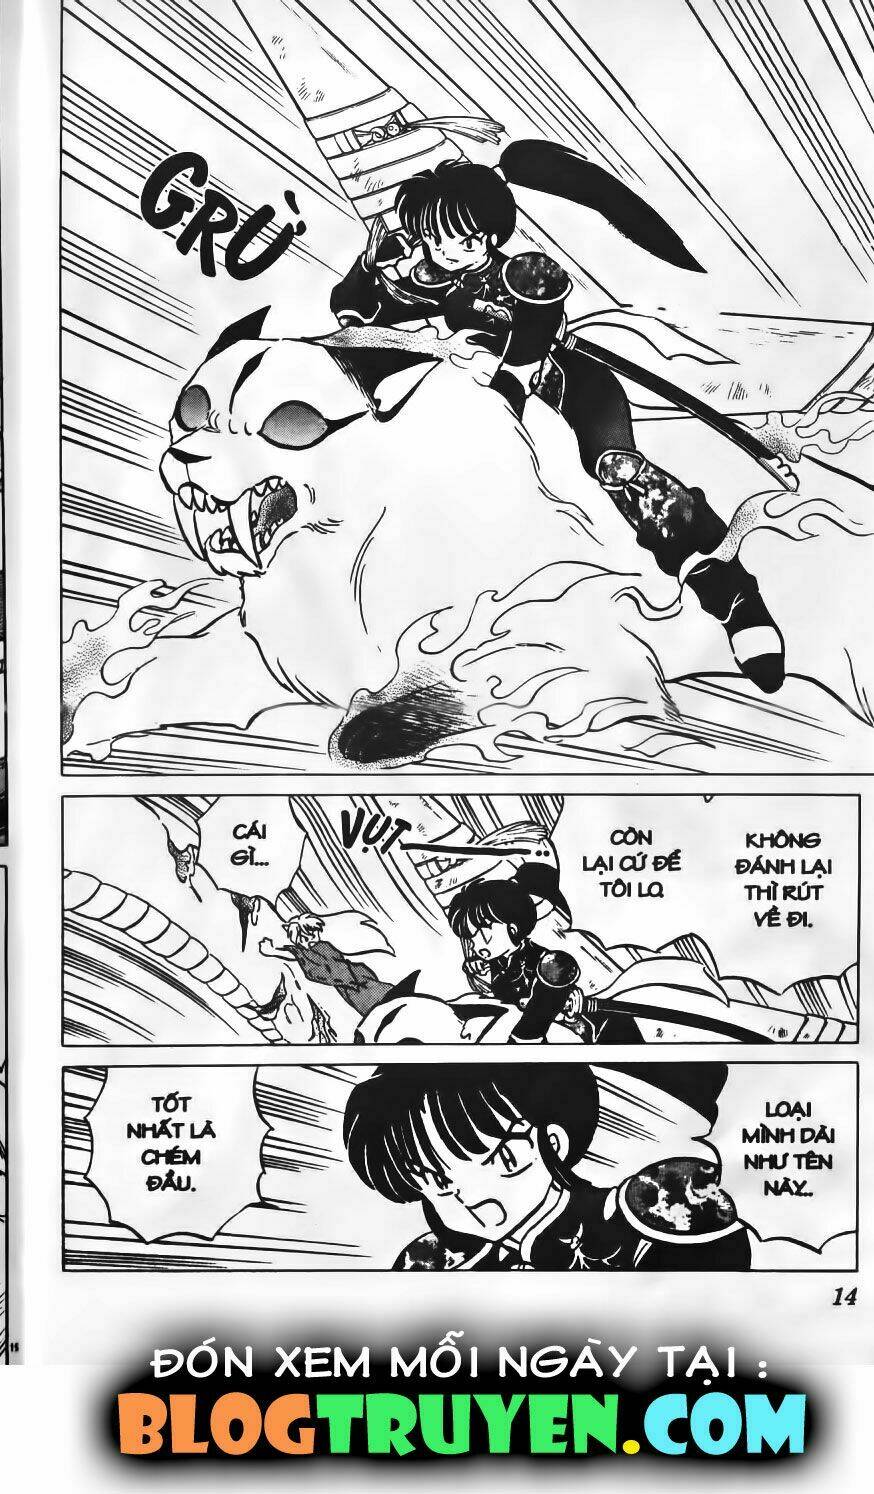 GRÙ
KHÔNG
ĐÁNH LẠI
THÌ RÚT
VỀ ĐI.
CÒN
LẠI CỨ ĐỂ
TÔI LO.
VỤT
CÁI
GÌ...
LOẠI
MÌNH DÀI
NHƯ TÊN
NÀY...
TỐT
NHẤT LÀ
CHÉM
ĐẦU.
14
15
ĐÓN XEM MỖI NGÀY TẠI :
BLOGTRUYEN.COM